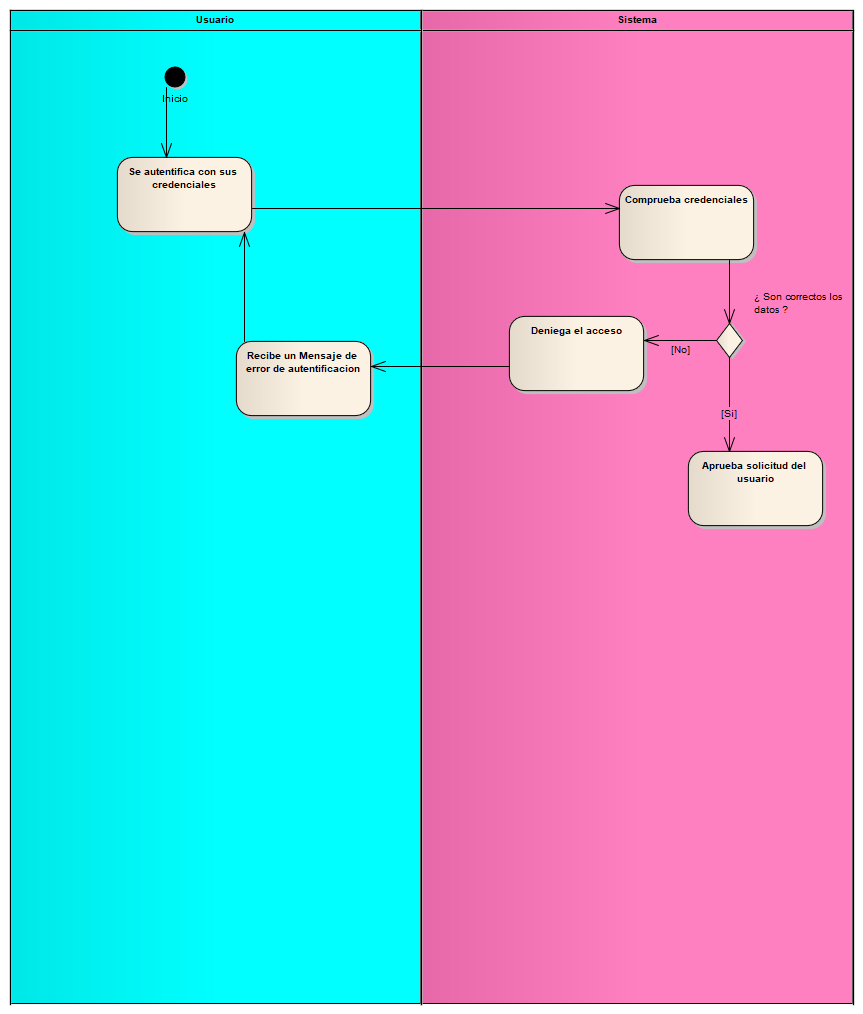 Usuario
Sistema
Inicio
Se autentifica con sus
credenciales
Comprueba credenciales
¿ Son correctos los
datos ?
Deniega el acceso
[No]
Recibe un Mensaje de
error de autentificacion
[Si]
Aprueba solicitud del
usuario